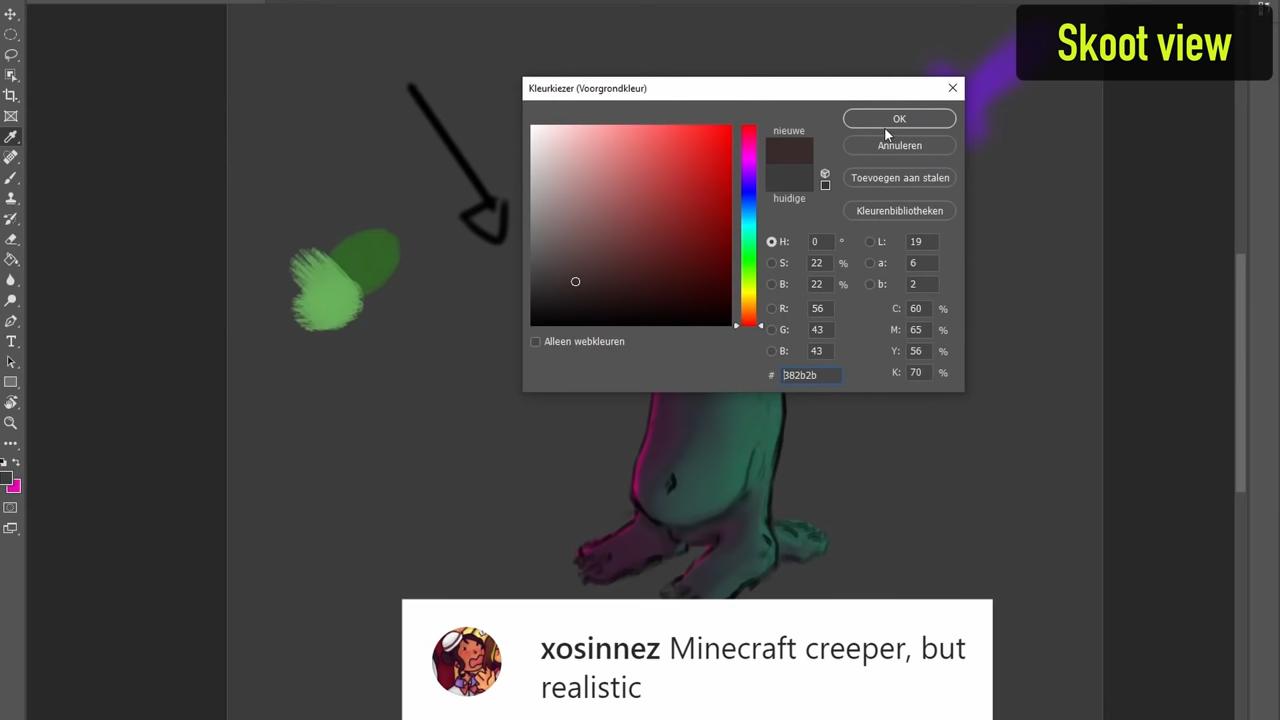 Skoot view
Kleurkiezer (Voorgrondkleur)
nieuwe
huidige
OK
Annuleren
Toevoegen aan stalen
Kleurenbibliotheken
H: 0 ° L: 19
S: 22 % a: 6
B: 22 % b: 2
R: 56 C: 60 %
G: 43 M: 65 %
B: 43 Y: 56 %
# 382b2b K: 70 %
Alleen webkleuren
xosinnez Minecraft creeper, but
realistic